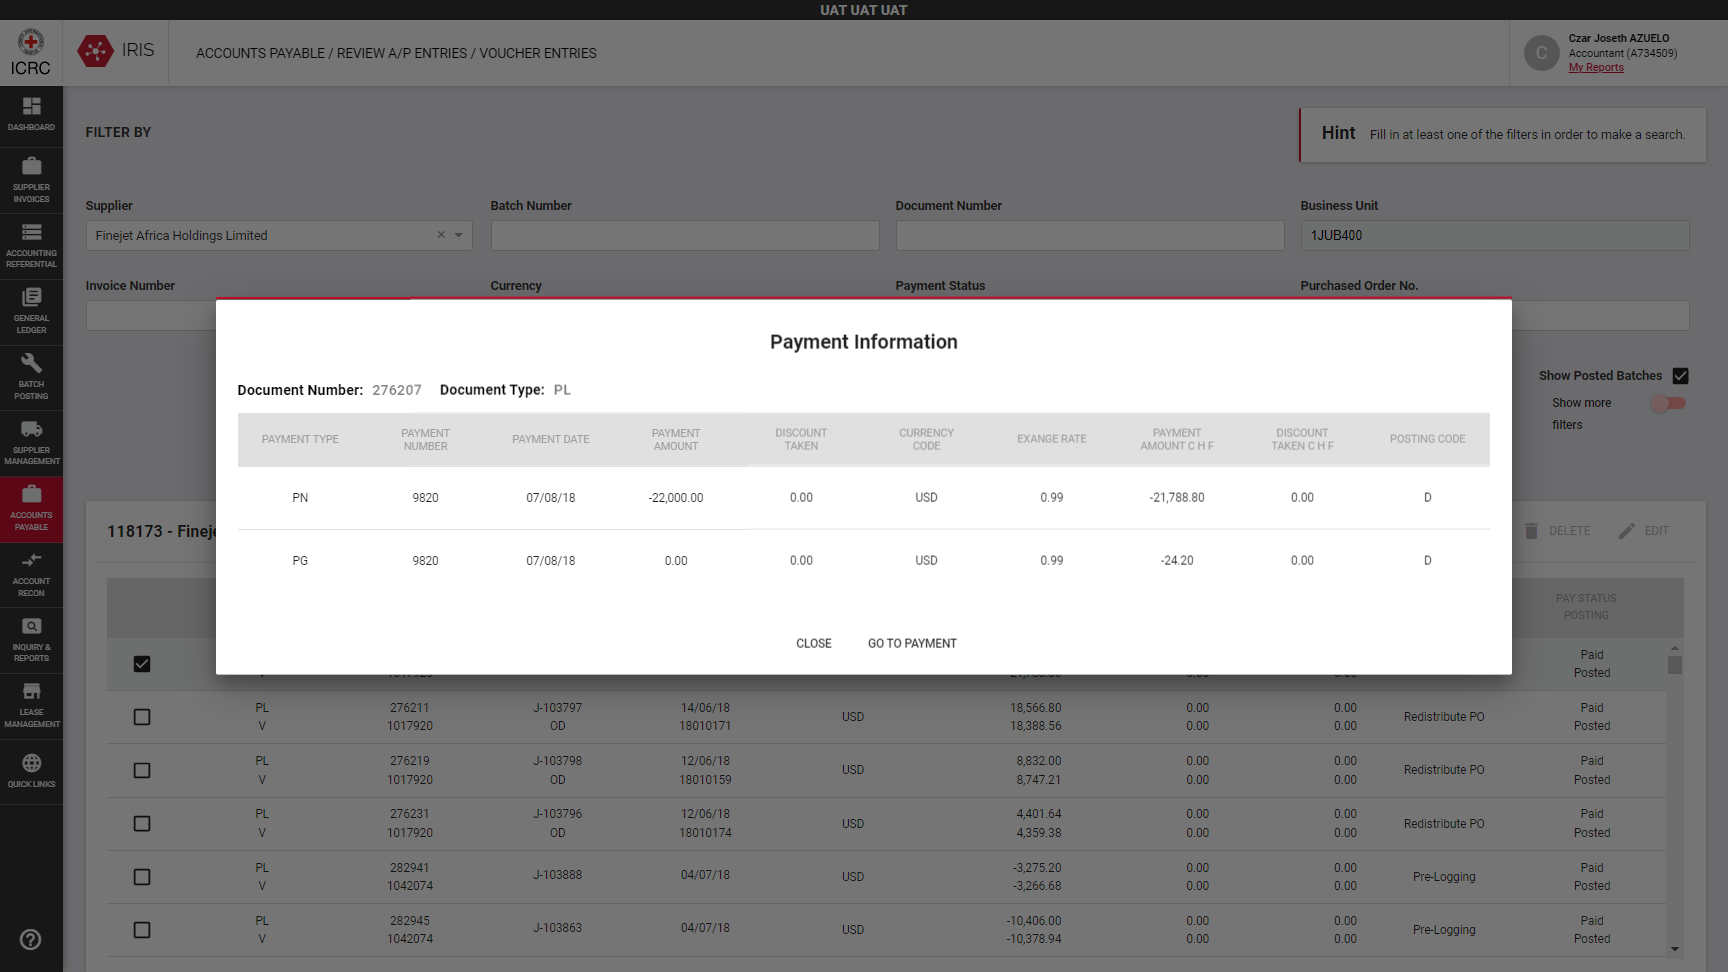 UAT UAT UAT
ICRC
IRIS
ACCOUNTS PAYABLE / REVIEW A/P ENTRIES / VOUCHER ENTRIES
C
Czar Joseth AZUELO
Accountant (A734509)
My Reports
DASHBOARD
SUPPLIER
INVOICES
ACCOUNTING
REFERENTIAL
GENERAL
LEDGER
BATCH
POSTING
SUPPLIER
MANAGEMENT
ACCOUNTS
PAYABLE
ACCOUNT
RECON
INQUIRY &
REPORTS
LEASE
MANAGEMENT
QUICK LINKS
FILTER BY
Hint Fill in at least one of the filters in order to make a search.
Supplier Batch Number Document Number Business Unit
Finejet Africa Holdings Limited × 1JUB400
Invoice Number Currency Payment Status Purchased Order No.
Show Posted Batches
Show more
filters
Payment Information
Document Number: 276207 Document Type: PL
PAYMENT TYPE PAYMENT NUMBER PAYMENT DATE PAYMENT AMOUNT DISCOUNT TAKEN CURRENCY CODE EXANGE RATE PAYMENT AMOUNT C H F DISCOUNT TAKEN C H F POSTING CODE
PN 9820 07/08/18 -22,000.00 0.00 USD 0.99 -21,788.80 0.00 D
PG 9820 07/08/18 0.00 0.00 USD 0.99 -24.20 0.00 D
CLOSE GO TO PAYMENT
118173 - Fineje
DELETE EDIT
PAY STATUS
POSTING
Paid
Posted
PL 276211 J-103797 14/06/18 USD 18,566.80 0.00 0.00 Redistribute PO Paid
V 1017920 OD 18010171 18,388.56 0.00 0.00 Posted
PL 276219 J-103798 12/06/18 USD 8,832.00 0.00 0.00 Redistribute PO Paid
V 1017920 OD 18010159 8,747.21 0.00 0.00 Posted
PL 276231 J-103796 12/06/18 USD 4,401.64 0.00 0.00 Redistribute PO Paid
V 1017920 OD 18010174 4,359.38 0.00 0.00 Posted
PL 282941 J-103888 04/07/18 USD -3,275.20 0.00 0.00 Pre-Logging Paid
V 1042074 -3,266.68 0.00 0.00 Posted
PL 282945 J-103863 04/07/18 USD -10,406.00 0.00 0.00 Pre-Logging Paid
V 1042074 -10,378.94 0.00 0.00 Posted